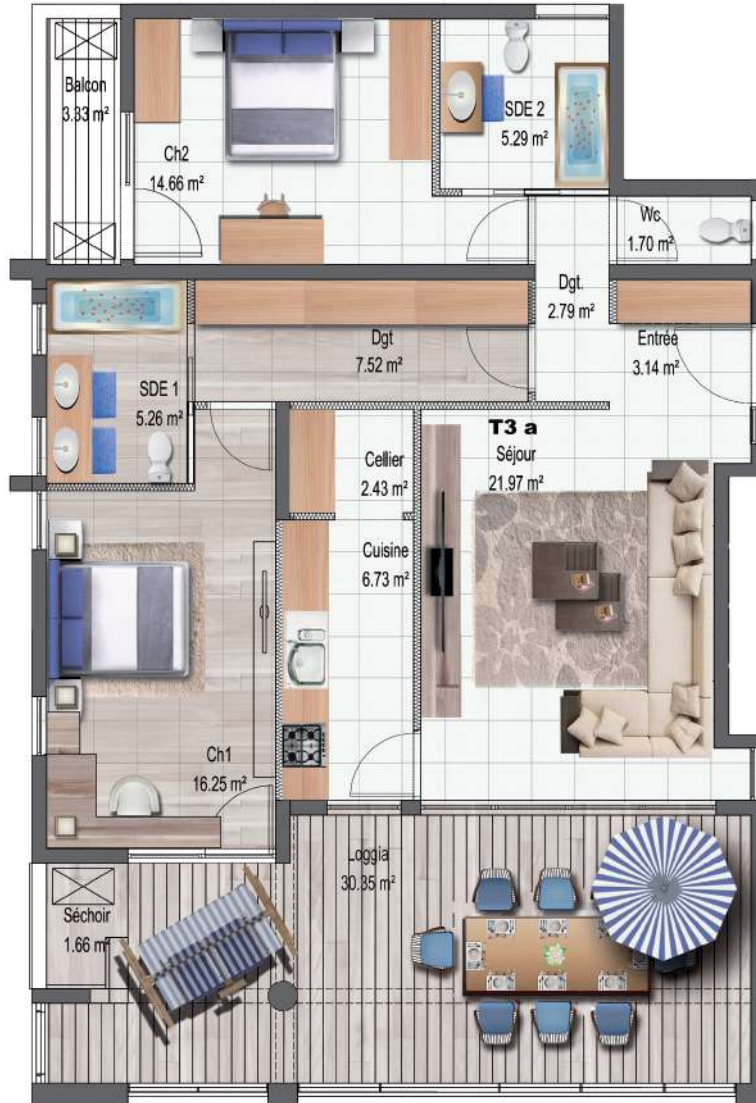 Balcon
3.33 m²
Ch2
14.66 m²
SDE 2
5.29 m²
Wc
1.70 m²
Dgt.
2.79 m²
Dgt
7.52 m²
Entrée
3.14 m²
SDE 1
5.26 m²
T3 a
Séjour
21.97 m²
Cellier
2.43 m²
Cuisine
6.73 m²
Ch1
16.25 m²
Loggia
30.35 m²
Séchoir
1.66 m²